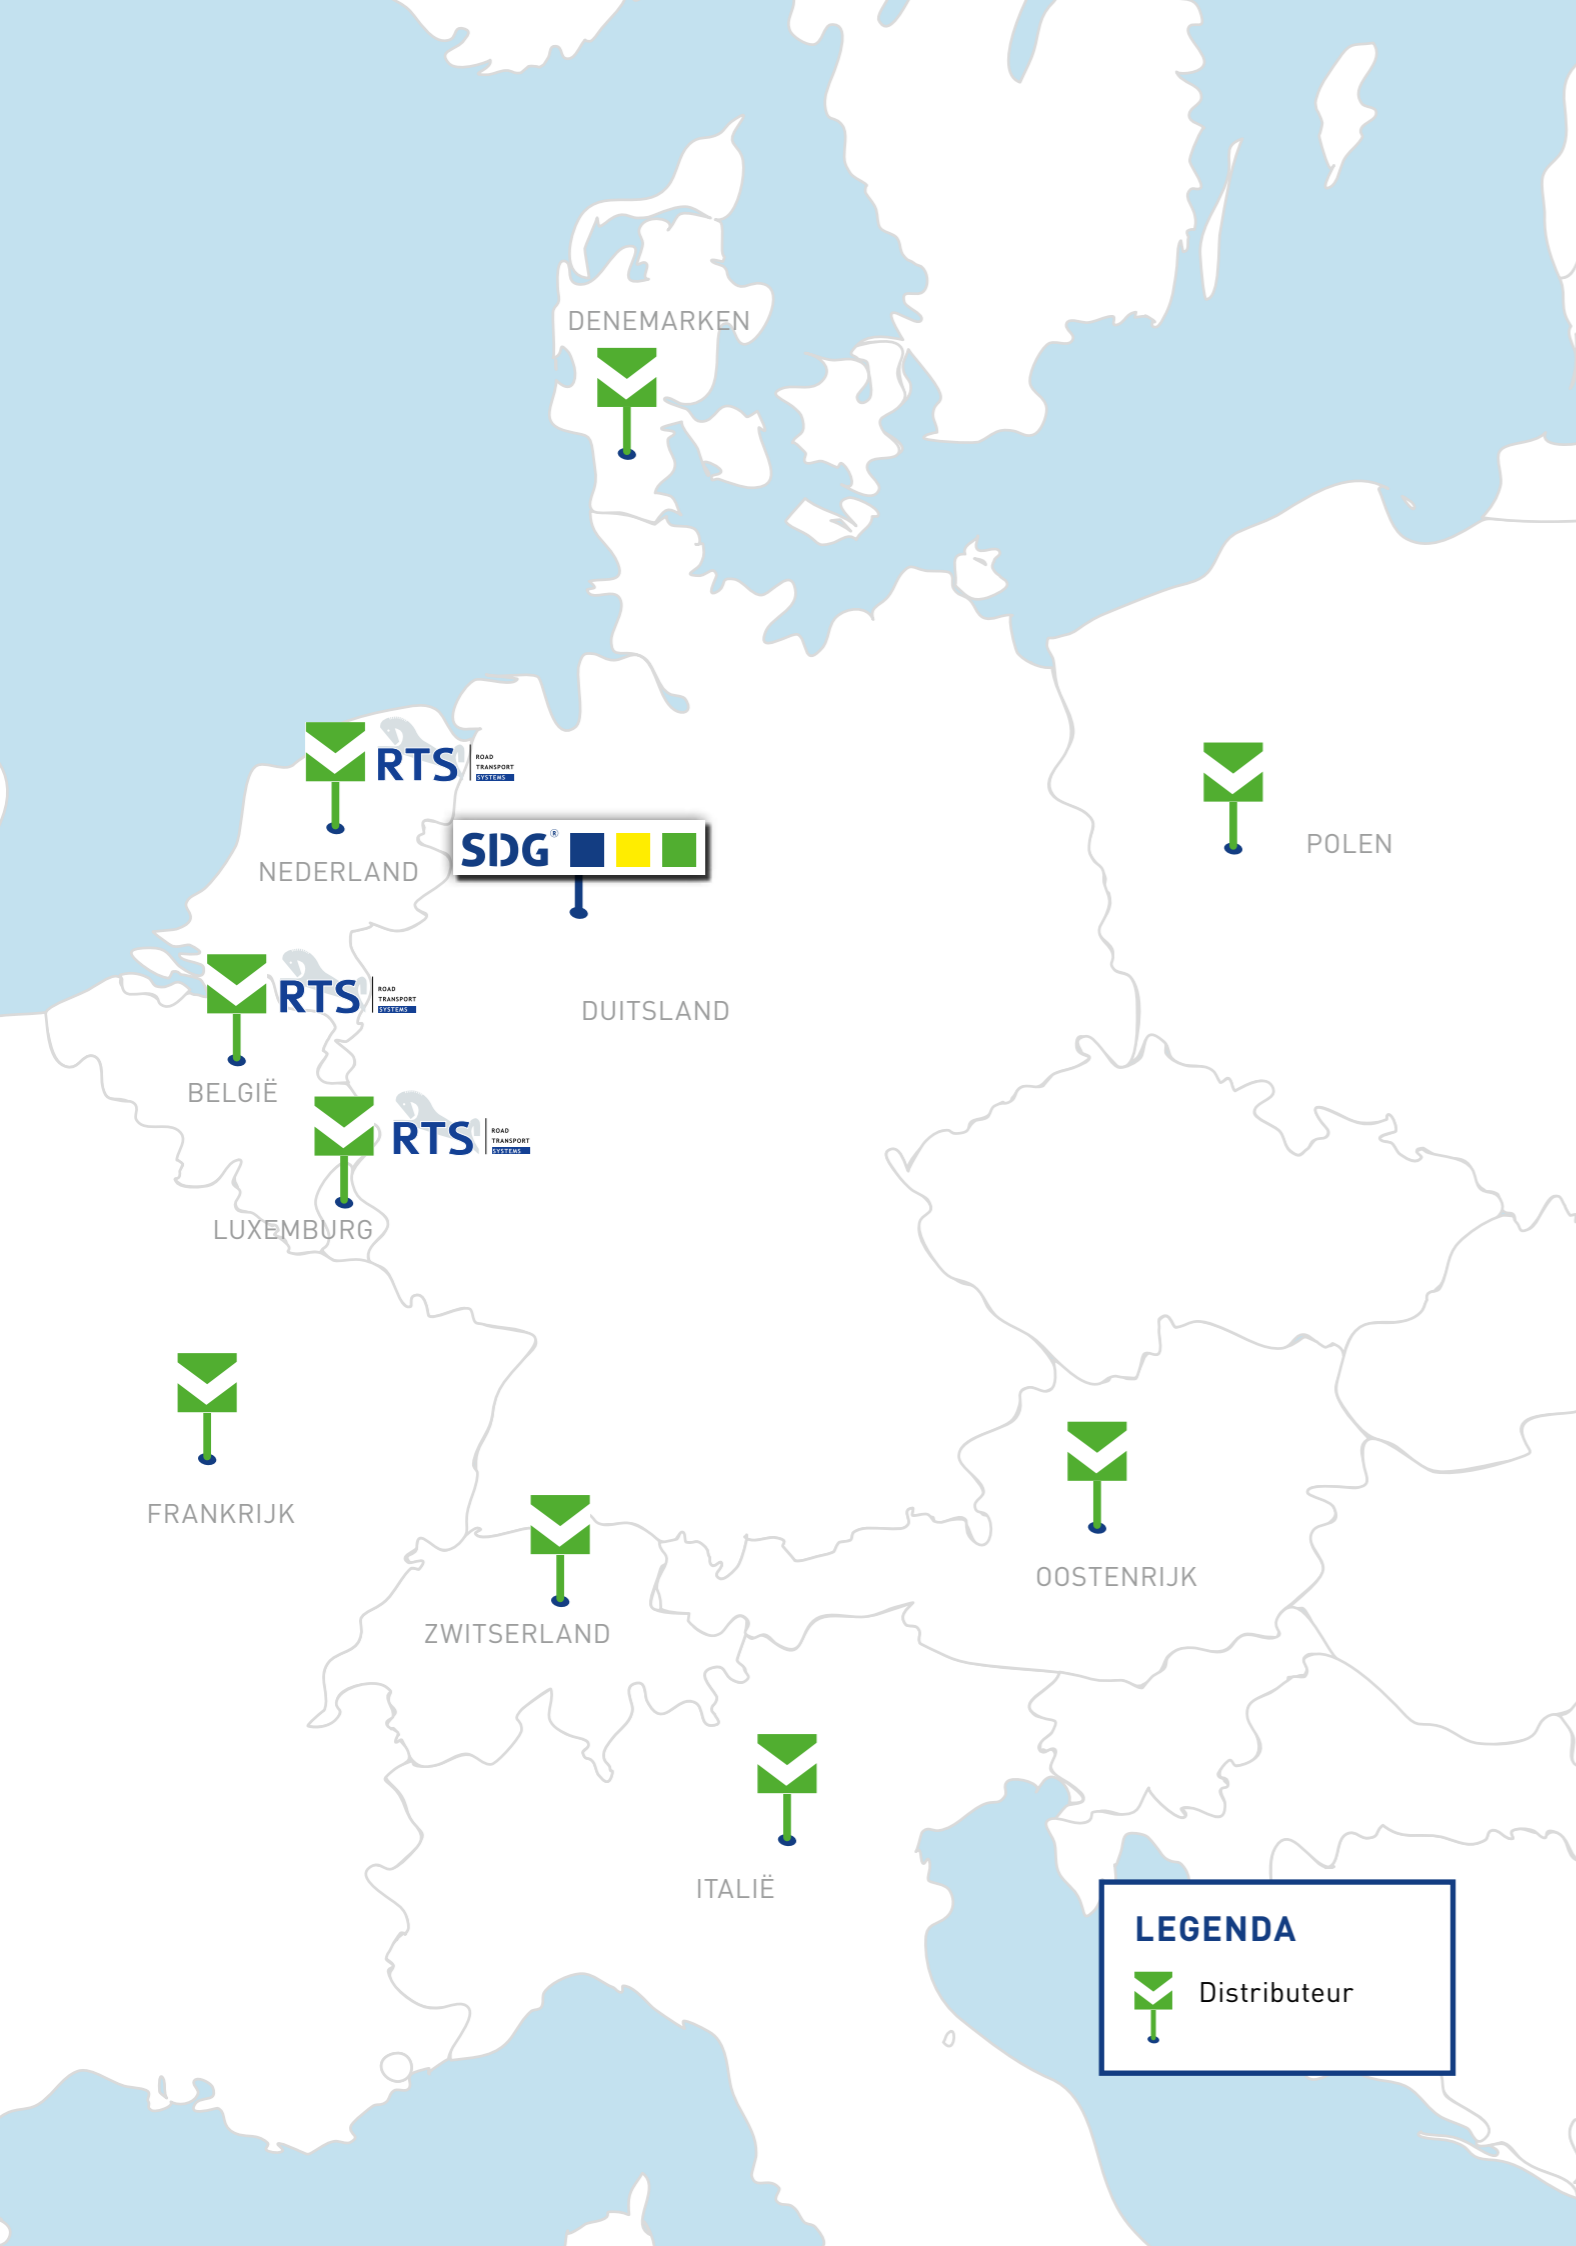 DENEMARKEN
RTS
ROAD
TRANSPORT
SYSTEMS
SDG®
NEDERLAND
POLEN
RTS
ROAD
TRANSPORT
SYSTEMS
DUITSLAND
BELGIË
RTS
ROAD
TRANSPORT
SYSTEMS
LUXEMBURG
FRANKRIJK
OOSTENRIJK
ZWITSERLAND
ITALIË
LEGENDA
Distributeur